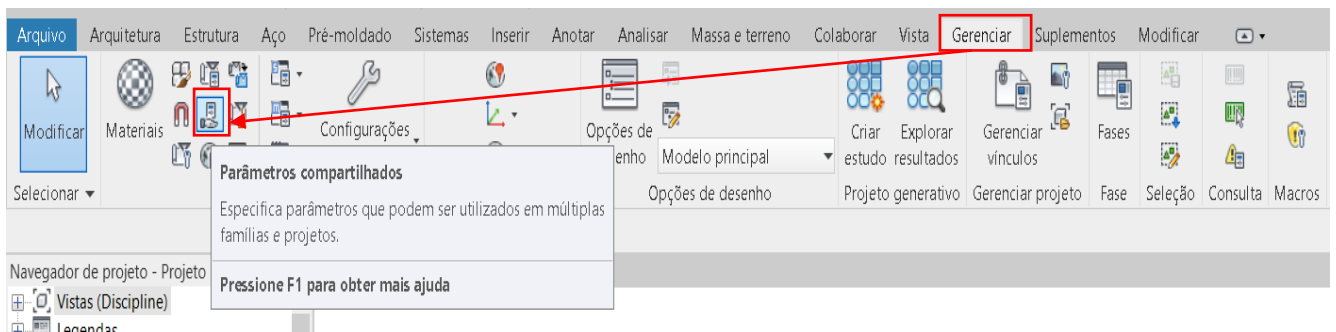 Arquivo Arquitetura Estrutura Aço Pré-moldado Sistemas Inserir Anotar Analisar Massa e terreno Colaborar Vista Gerenciar Suplementos Modificar
Modificar Materiais Configurações Opções de Criar Explorar Gerenciar Fases
enho Modelo principal estudo resultados vínculos
Selecionar Opções de desenho Projeto generativo Gerenciar projeto Fase Seleção Consulta Macros
Parâmetros compartilhados
Especifica parâmetros que podem ser utilizados em múltiplas
famílias e projetos.
Pressione F1 para obter mais ajuda
Navegador de projeto - Projeto
Vistas (Discipline)
Legendas